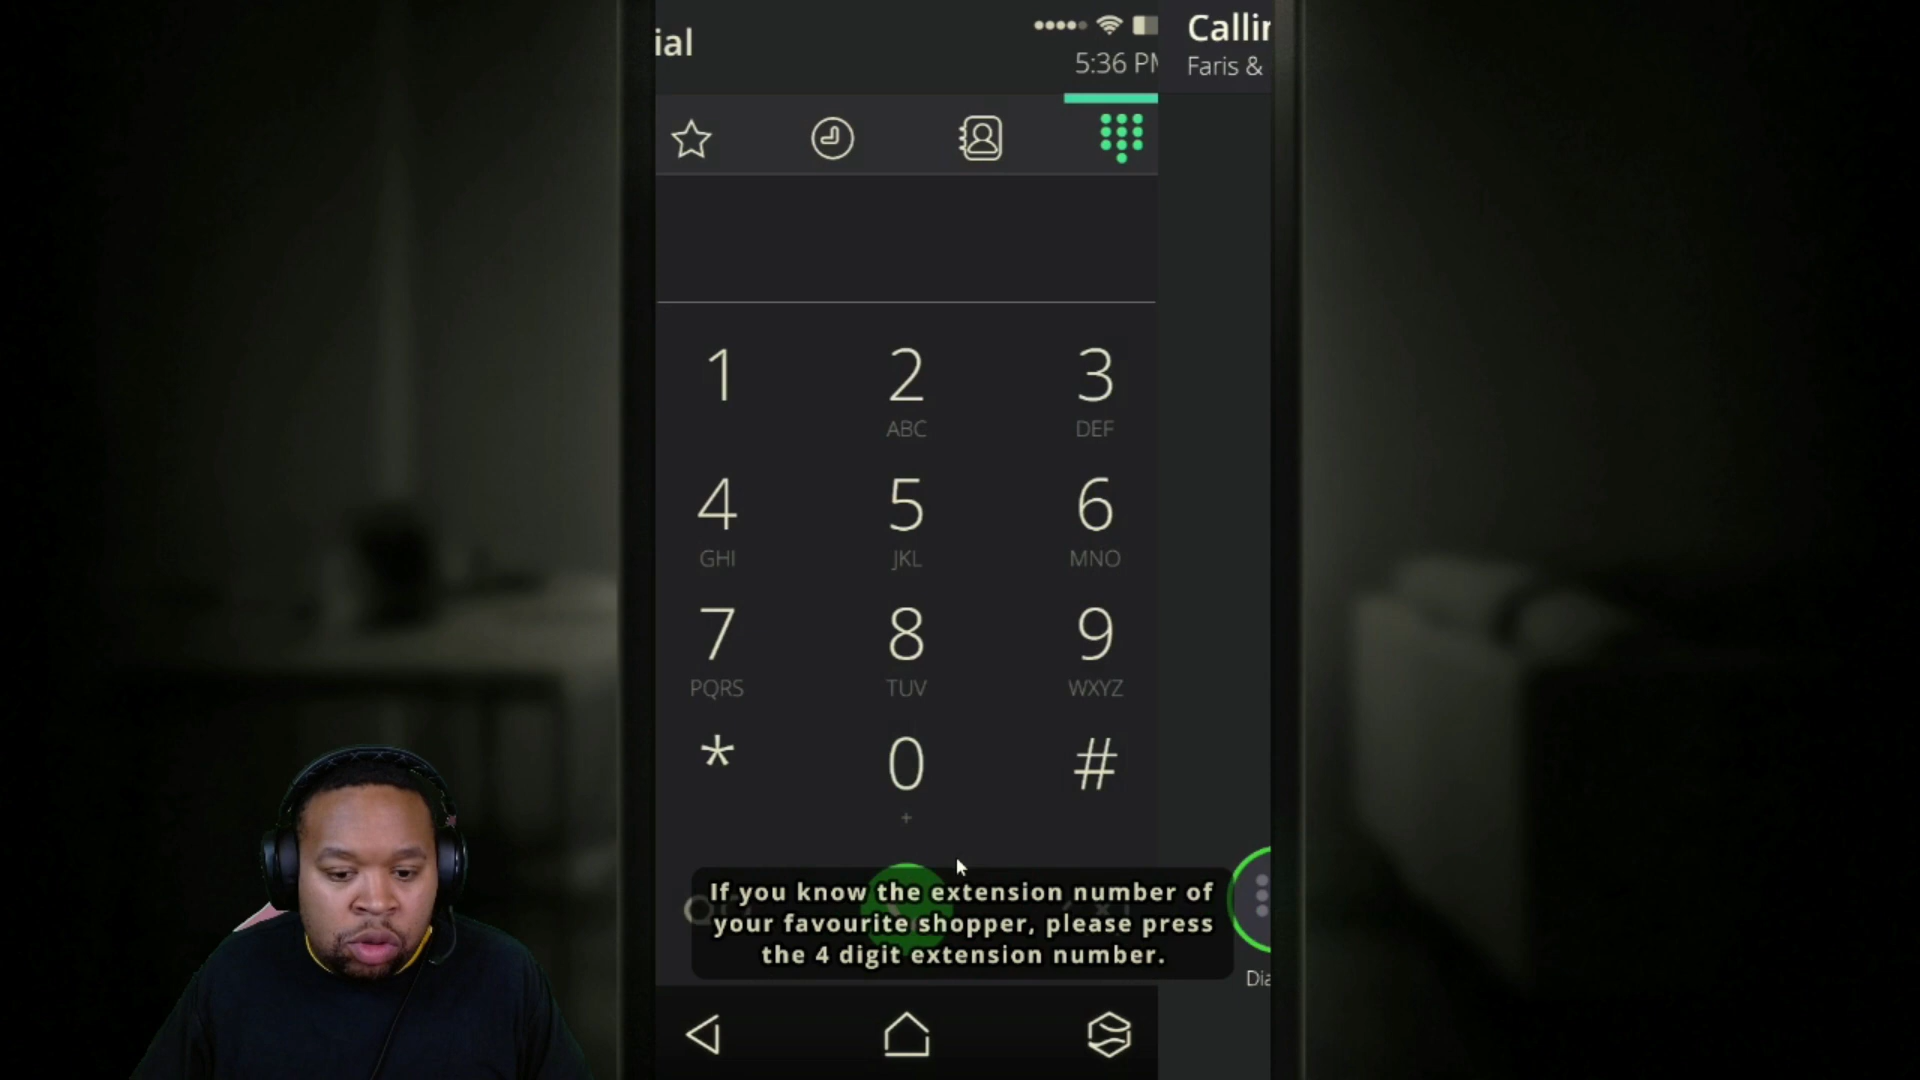 ial
5:36 PM
Callin
Faris &
1
2
3
ABC
DEF
4
5
6
GHI
JKL
MNO
7
8
9
PQRS
TUV
WXYZ
*
0
#
+
If you know the extension number of
your favourite shopper, please press
the 4 digit extension number.
Dia